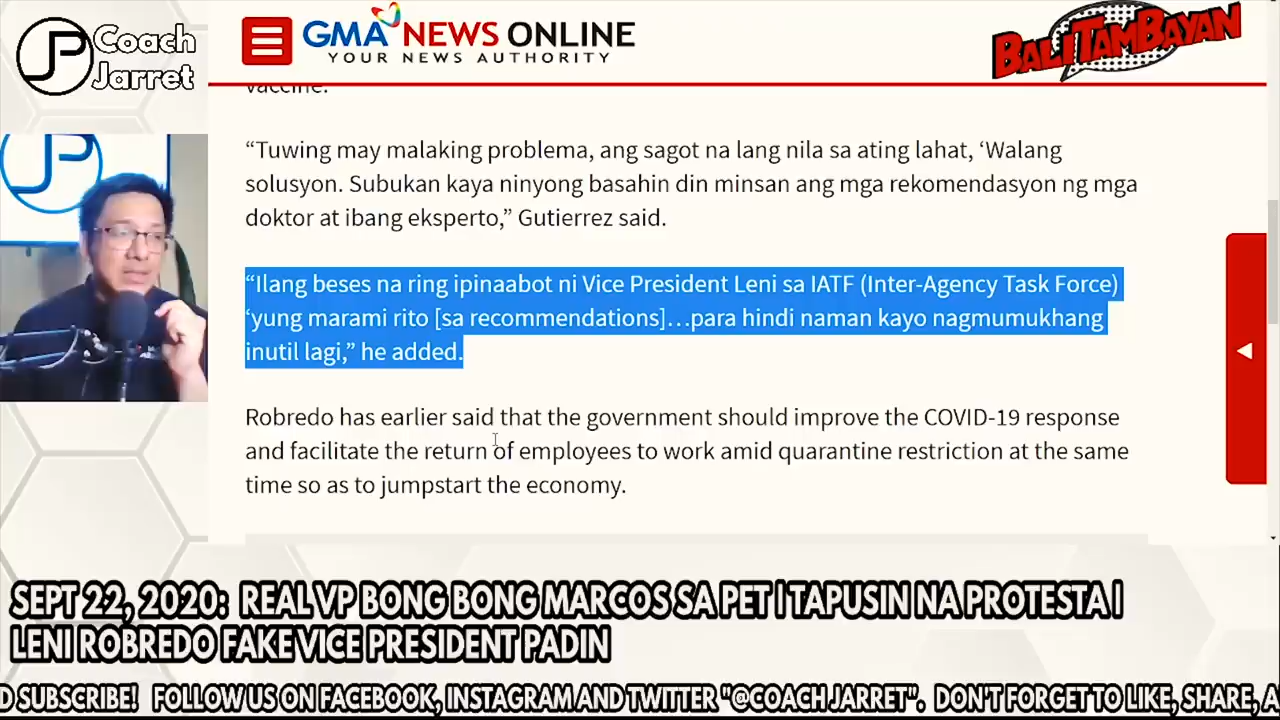 Coach
Jarret
GMA NEWS ONLINE
YOUR NEWS AUTHORITY
BALITAMBAYAN
vaccine.
“Tuwing may malaking problema, ang sagot na lang nila sa ating lahat, ‘Walang
solusyon. Subukan kaya ninyong basahin din minsan ang mga rekomendasyon ng mga
doktor at ibang eksperto,” Gutierrez said.
“Ilang beses na ring ipinaabot ni Vice President Leni sa IATF (Inter-Agency Task Force)
‘yung marami rito [sa recommendations]…para hindi naman kayo nagmumukhang
inutil lagi,” he added.
Robredo has earlier said that the government should improve the COVID-19 response
and facilitate the return of employees to work amid quarantine restriction at the same
time so as to jumpstart the economy.
SEPT 22, 2020: REAL VP BONG BONG MARCOS SA PET | TAPUSIN NA PROTESTA |
LENI ROBREDO FAKE VICE PRESIDENT PADIN
D SUBSCRIBE! FOLLOW US ON FACEBOOK, INSTAGRAM AND TWITTER "@COACHJARRET". DON'T FORGET TO LIKE, SHARE, A